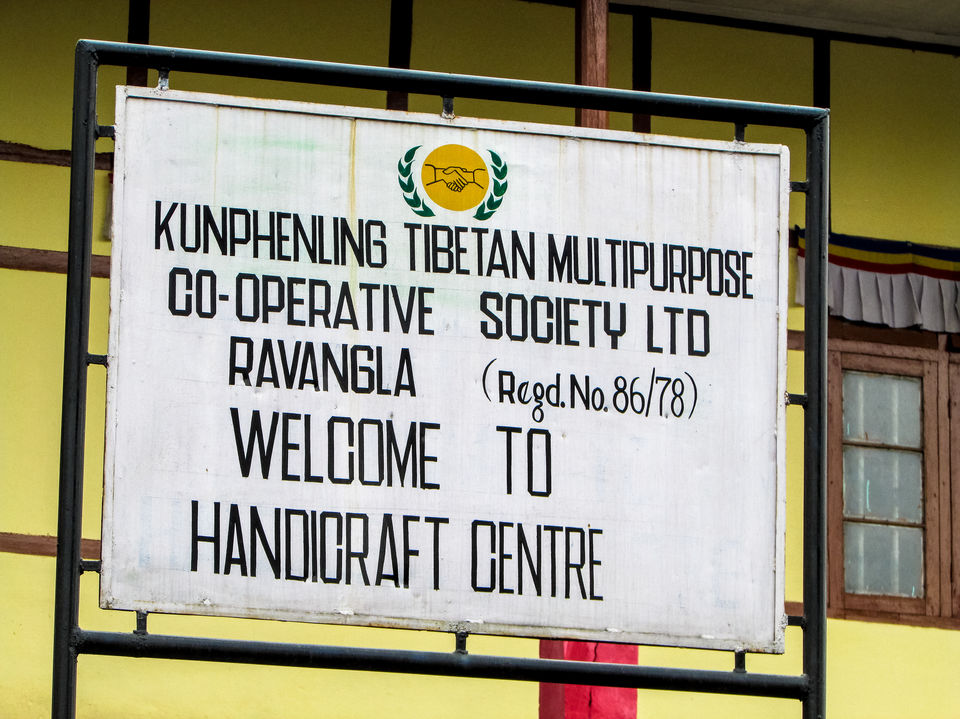 KUNPHENLING TIBETAN MULTIPURPOSE
CO-OPERATIVE SOCIETY LTD
RAVANGLA (Regd. No. 86/78)
WELCOME TO
HANDICRAFT CENTRE